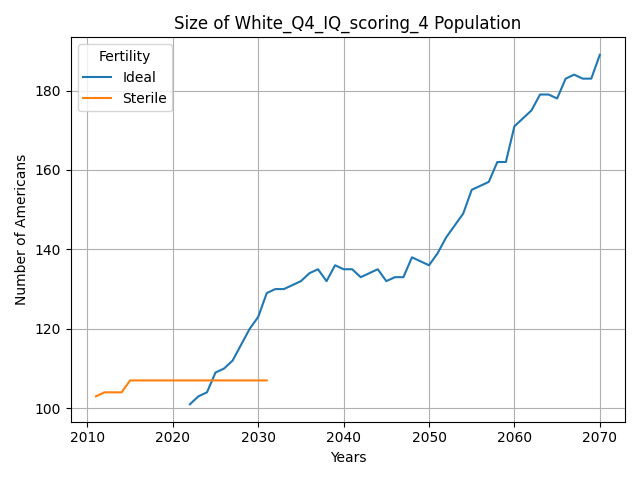 Size of White_Q4_IQ_scoring_4 Population
Fertility
Ideal
Sterile
Number of Americans
180
160
140
120
100
2010 2020 2030 2040 2050 2060 2070
Years